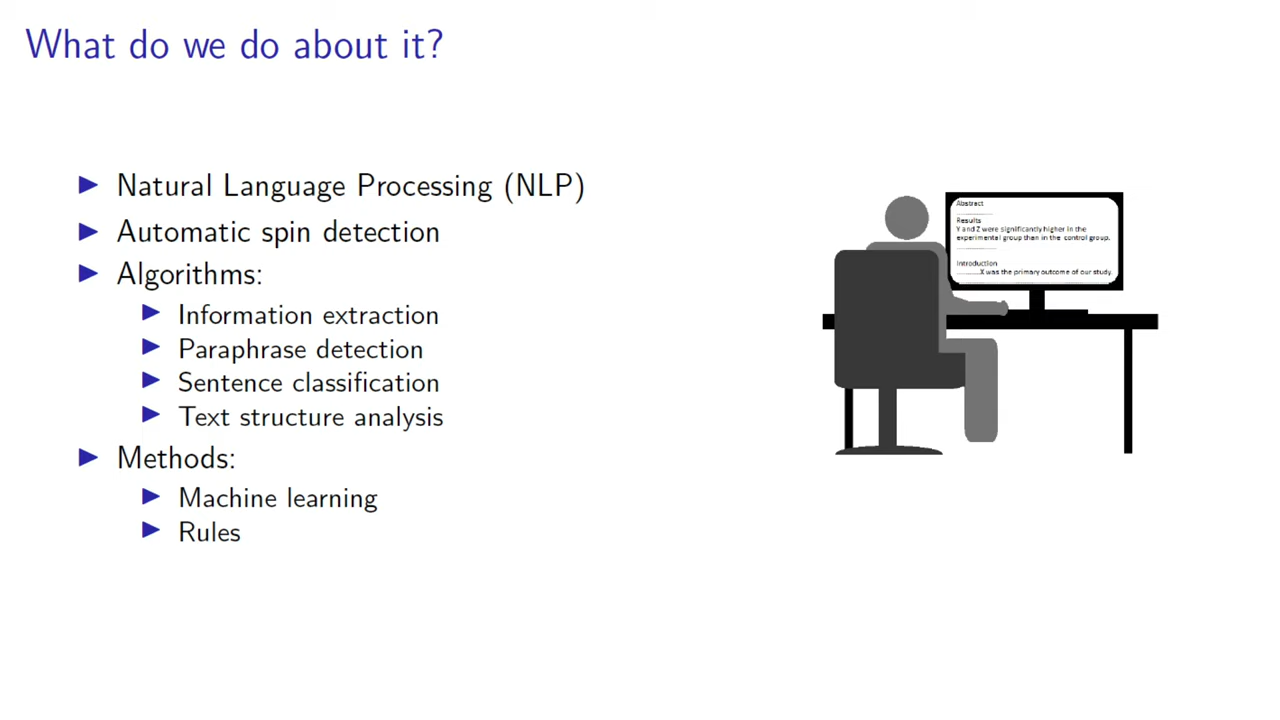 What do we do about it?
Natural Language Processing (NLP)
Automatic spin detection
Algorithms:
Information extraction
Paraphrase detection
Sentence classification
Text structure analysis
Methods:
Machine learning
Rules
Abstract
Results
Y and Z were significantly higher in the
experimental group than in the control group.
Introduction
X was the primary outcome of our study.